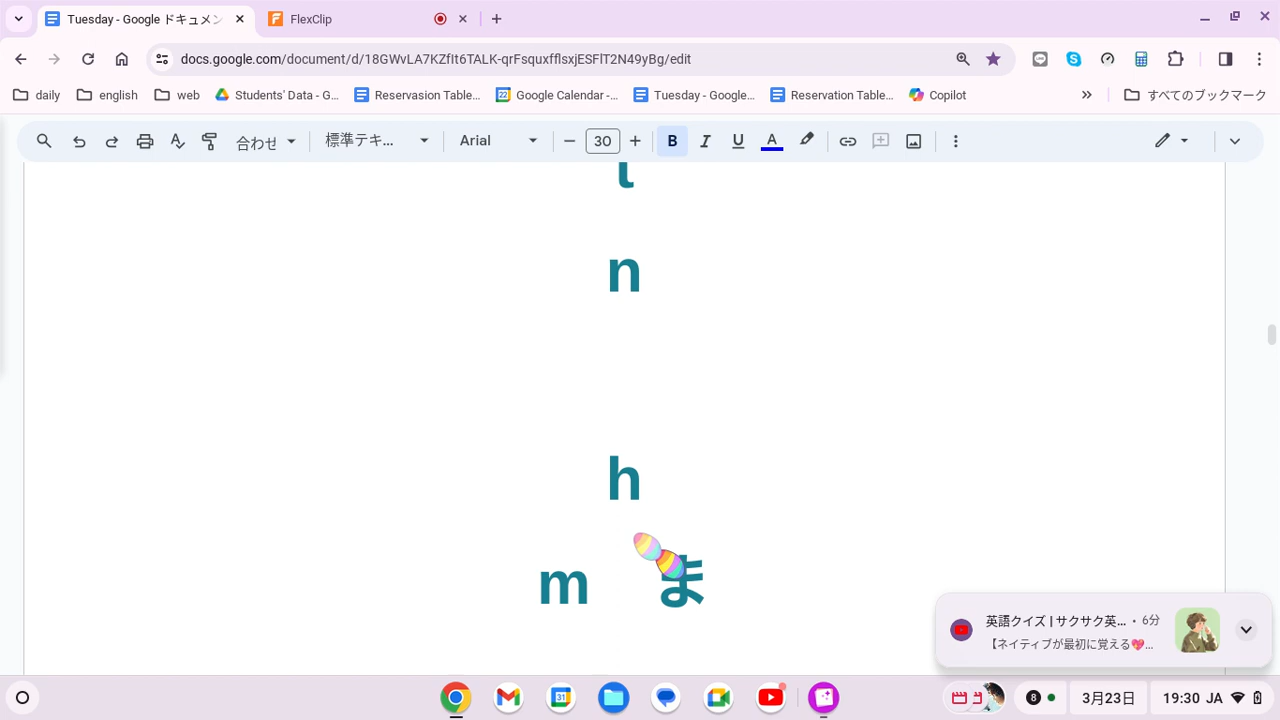 Tuesday - Google ドキュメン
FlexClip
docs.google.com/document/d/18GWvLA7KZfIt6TALK-qrFsquxfflsxjESFlT2N49yBg/edit
daily
english
web
Students' Data - G...
Reservasion Table...
Google Calendar -...
Tuesday - Google...
Reservation Table...
Copilot
すべてのブックマーク
合わせ
標準テキ...
Arial
30
B
I
U
A
t
n
h
m ま
英語クイズ | サクサク英... • 6分
【ネイティブが最初に覚える💖...
31
8
3月23日
19:30 JA